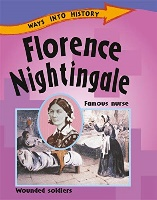 WAYS INTO HISTORY
Florence
Nightingale
Famous nurse
Wounded soldiers